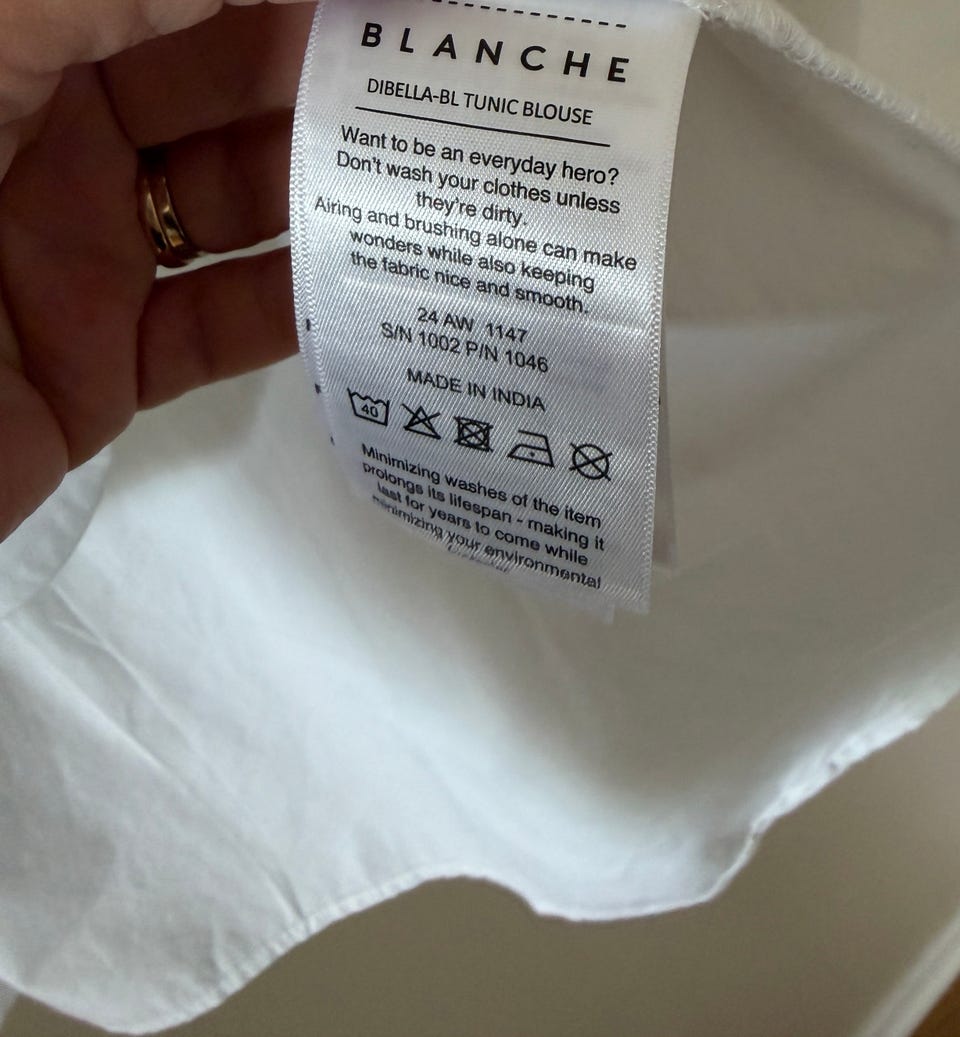 BLANCHE
DIBELLA-BL TUNIC BLOUSE
Want to be an everyday hero?
Don't wash your clothes unless
they're dirty.
Airing and brushing alone can make
wonders while also keeping
the fabric nice and smooth.
24 AW 1147
S/N 1002 P/N 1046
MADE IN INDIA
40
Minimizing washes of the item
prolongs its lifespan - making it
last for years to come while
minimizing your environmental